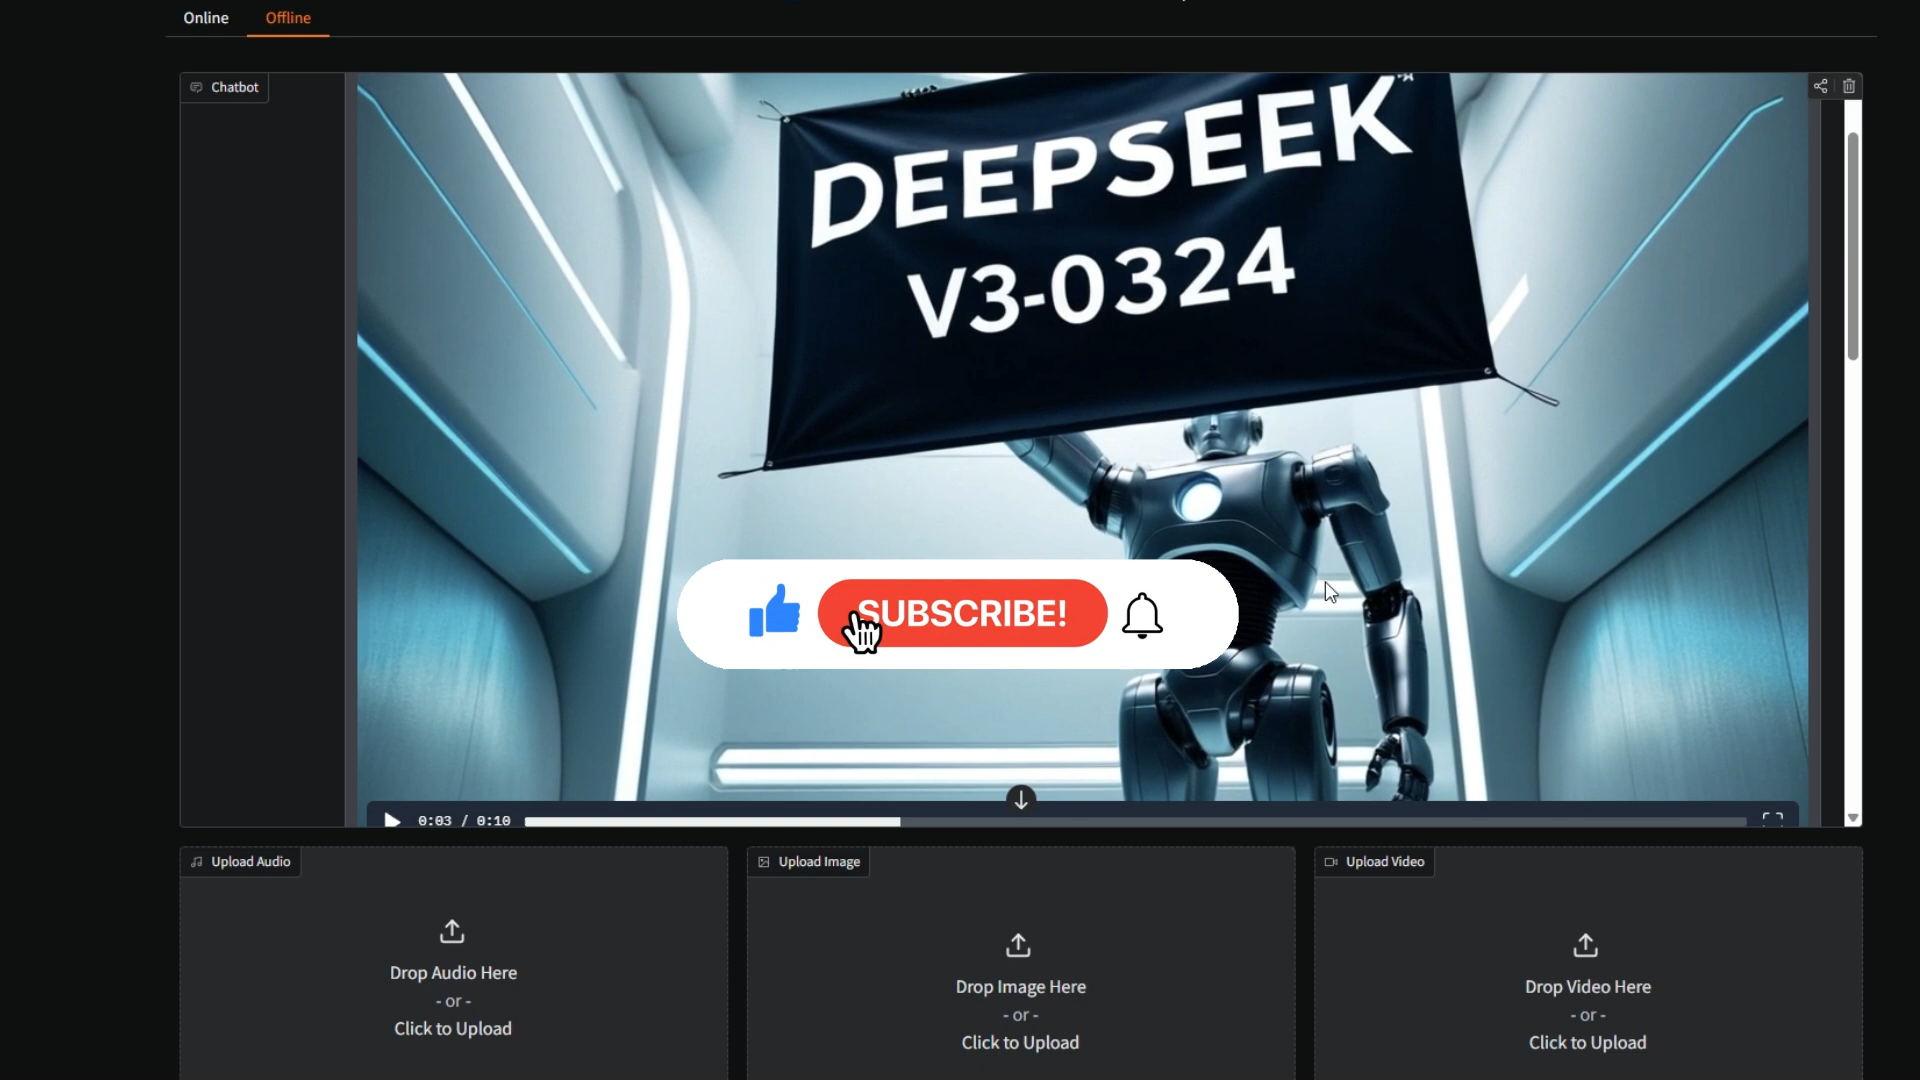 Online Offline
Chatbot
DEEPSEEK
V3-0324
SUBSCRIBE!
0:03 / 0:10
Upload Audio
Drop Audio Here
- or -
Click to Upload
Upload Image
Drop Image Here
- or -
Click to Upload
Upload Video
Drop Video Here
- or -
Click to Upload